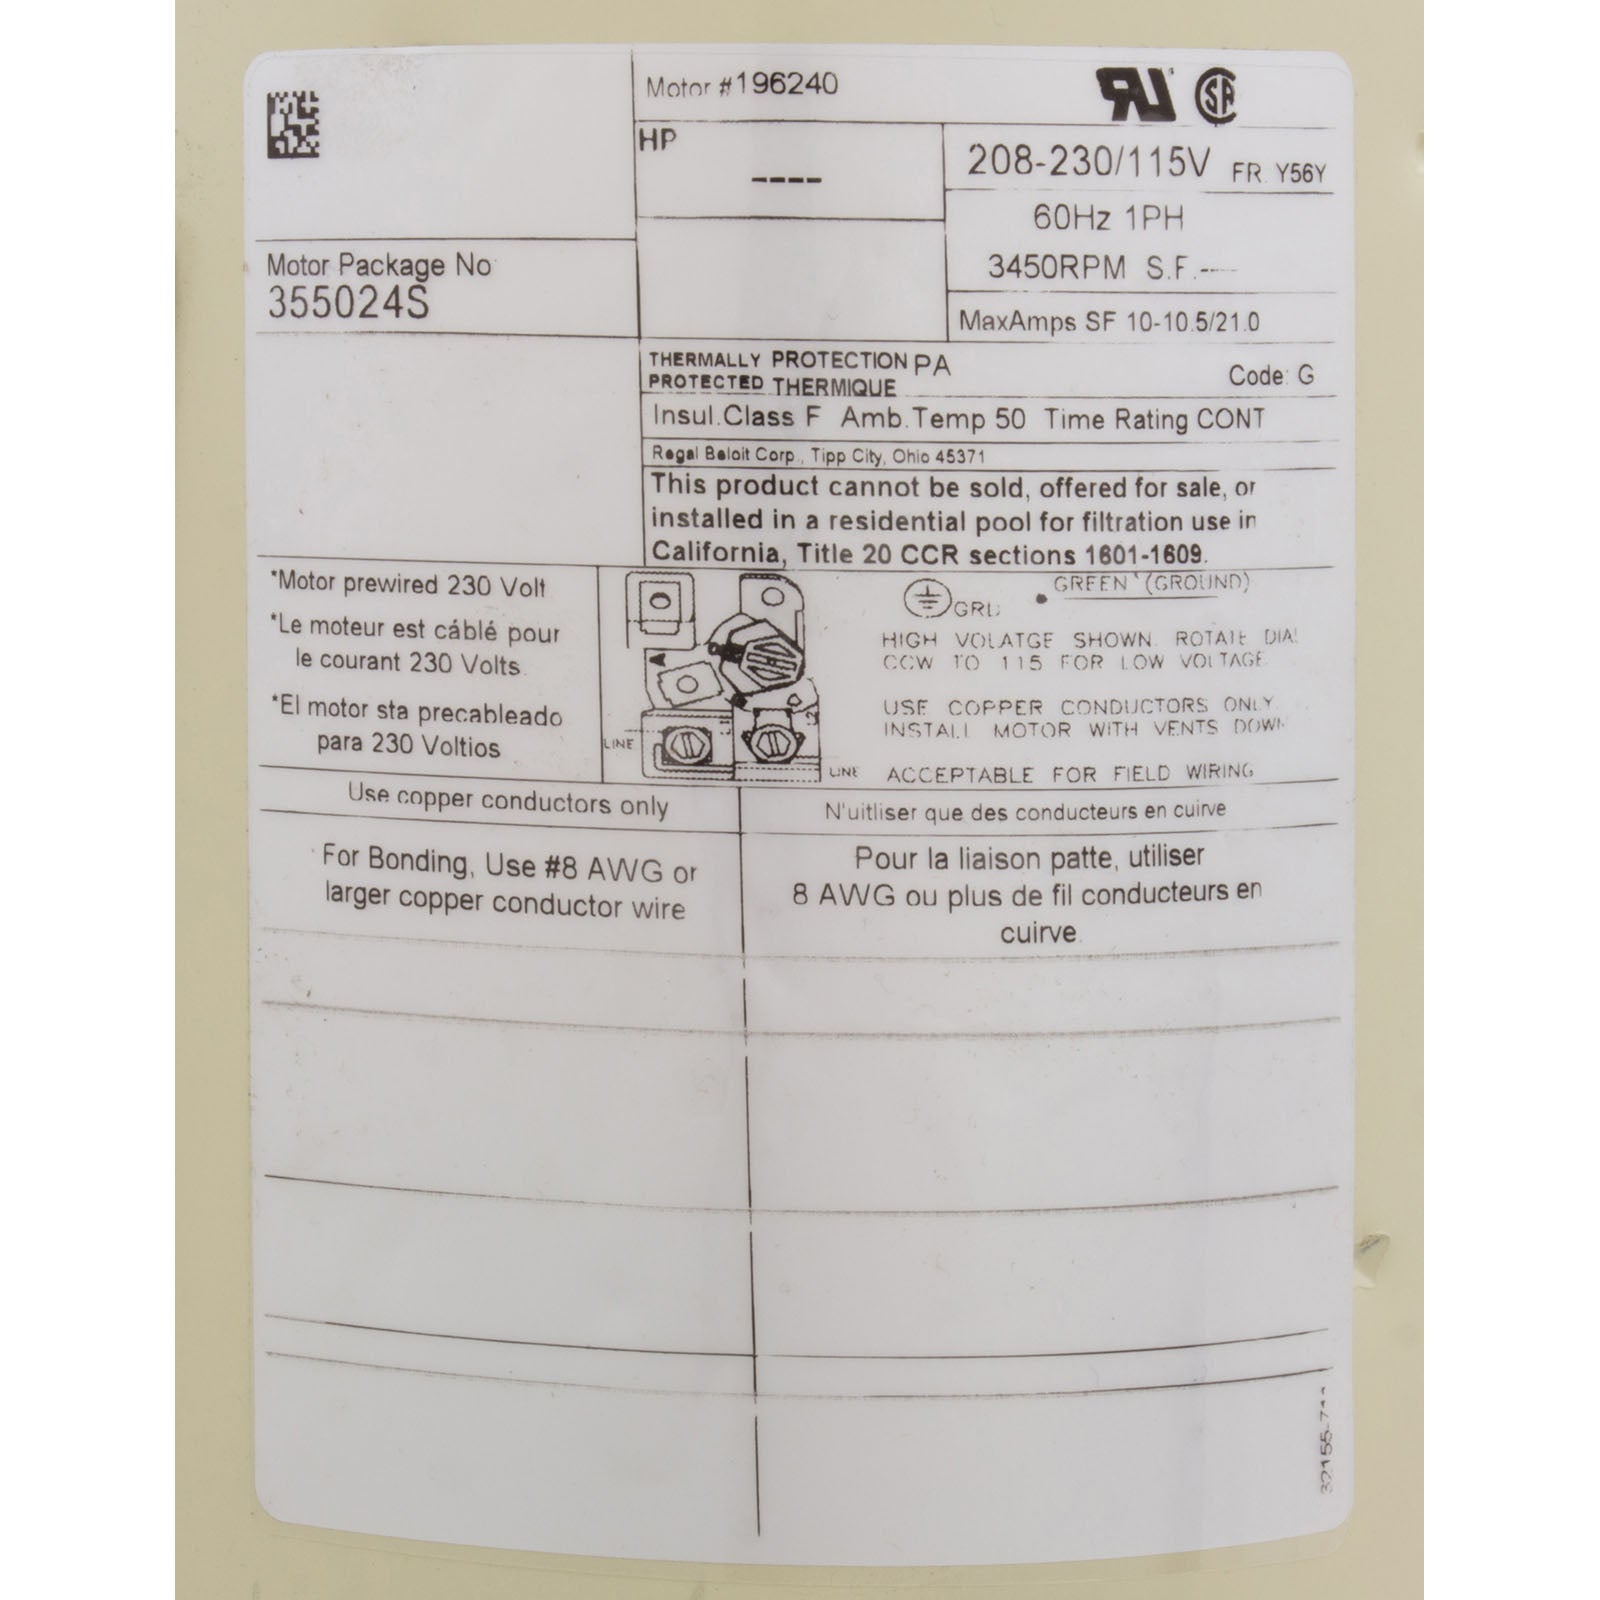 Motor #196240
HP
----
208-230/115V FR. Y56Y
60Hz 1PH
3450RPM S.F.----
MaxAmps SF 10-10.5/21.0
Motor Package No
355024S
THERMALLY PROTECTION PA
PROTECTED THERMIQUE
Code: G
Insul.Class F Amb.Temp 50 Time Rating CONT
Regal Beloit Corp., Tipp City, Ohio 45371
This product cannot be sold, offered for sale, or
installed in a residential pool for filtration use in
California, Title 20 CCR sections 1601-1609.
*Motor prewired 230 Volt
*Le moteur est câblé pour
le courant 230 Volts.
*El motor sta precableado
para 230 Voltios
A
L1
L2
LINE
LINE
GRD
GREEN (GROUND)
HIGH VOLATGE SHOWN. ROTATE DIAL
CCW TO 115 FOR LOW VOLTAGE.
USE COPPER CONDUCTORS ONLY.
INSTALL MOTOR WITH VENTS DOWN
ACCEPTABLE FOR FIELD WIRING
Use copper conductors only
N'uitliser que des conducteurs en cuirve
For Bonding, Use #8 AWG or
larger copper conductor wire
Pour la liaison patte, utiliser
8 AWG ou plus de fil conducteurs en
cuirve.